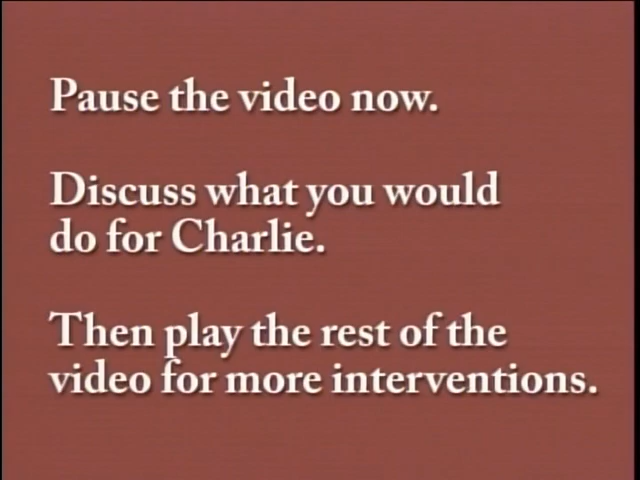 Pause the video now.
Discuss what you would
do for Charlie.
Then play the rest of the
video for more interventions.